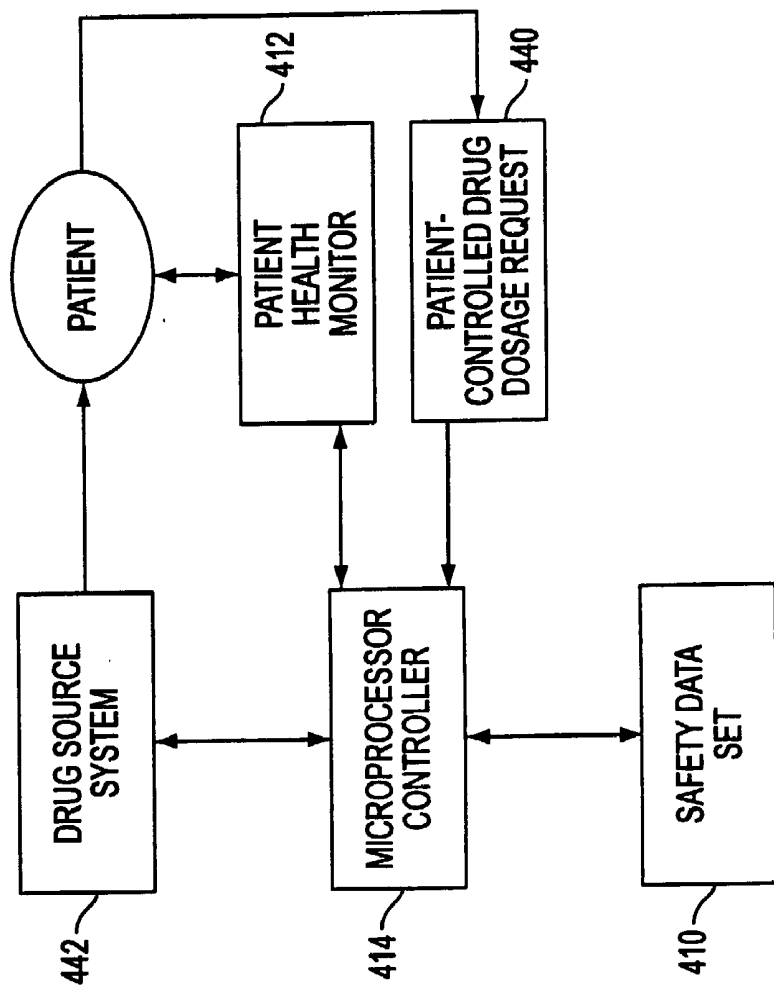 PATIENT
412
PATIENT
HEALTH
MONITOR
440
PATIENT-
CONTROLLED DRUG
DOSAGE REQUEST
DRUG SOURCE
SYSTEM
442
MICROPROCESSOR
CONTROLLER
414
SAFETY DATA
SET
410